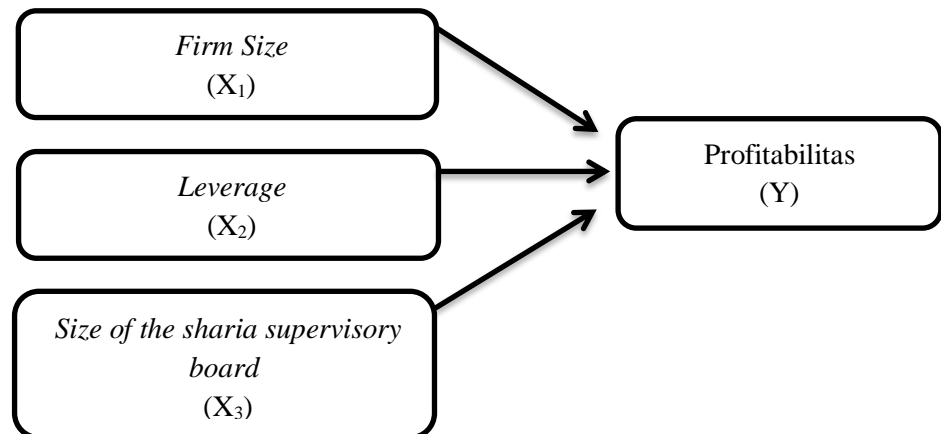 Firm Size
(X₁)
Leverage
(X₂)
Size of the sharia supervisory
board
(X₃)
Profitabilitas
(Y)